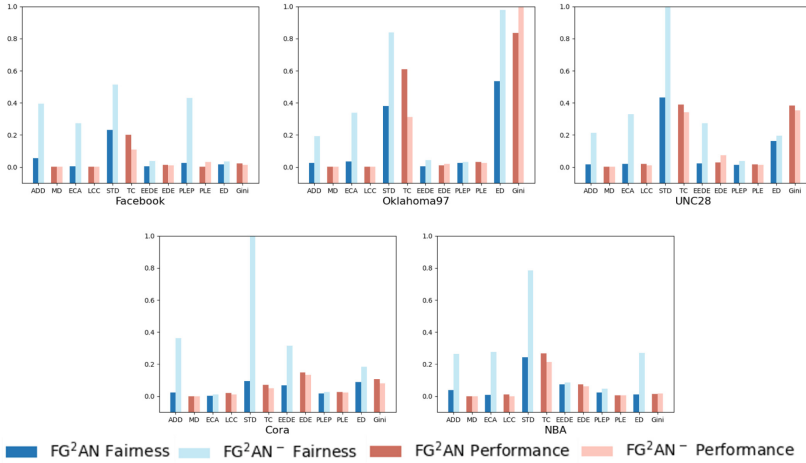 1.0 0.8 0.6 0.4 0.2 0.0
ADD MD ECA LCC STD TC EEDE EDE PLEP PLE ED Gini
Facebook
1.0 0.8 0.6 0.4 0.2 0.0
ADD MD ECA LCC STD TC EEDE EDE PLEP PLE ED Gini
Oklahoma97
1.0 0.8 0.6 0.4 0.2 0.0
ADD MD ECA LCC STD TC EEDE EDE PLEP PLE ED Gini
UNC28
1.0 0.8 0.6 0.4 0.2 0.0
ADD MD ECA LCC STD TC EEDE EDE PLEP PLE ED Gini
Cora
1.0 0.8 0.6 0.4 0.2 0.0
ADD MD ECA LCC STD TC EEDE EDE PLEP PLE ED Gini
NBA
FG²AN Fairness FG²AN⁻ Fairness FG²AN Performance FG²AN⁻ Performance